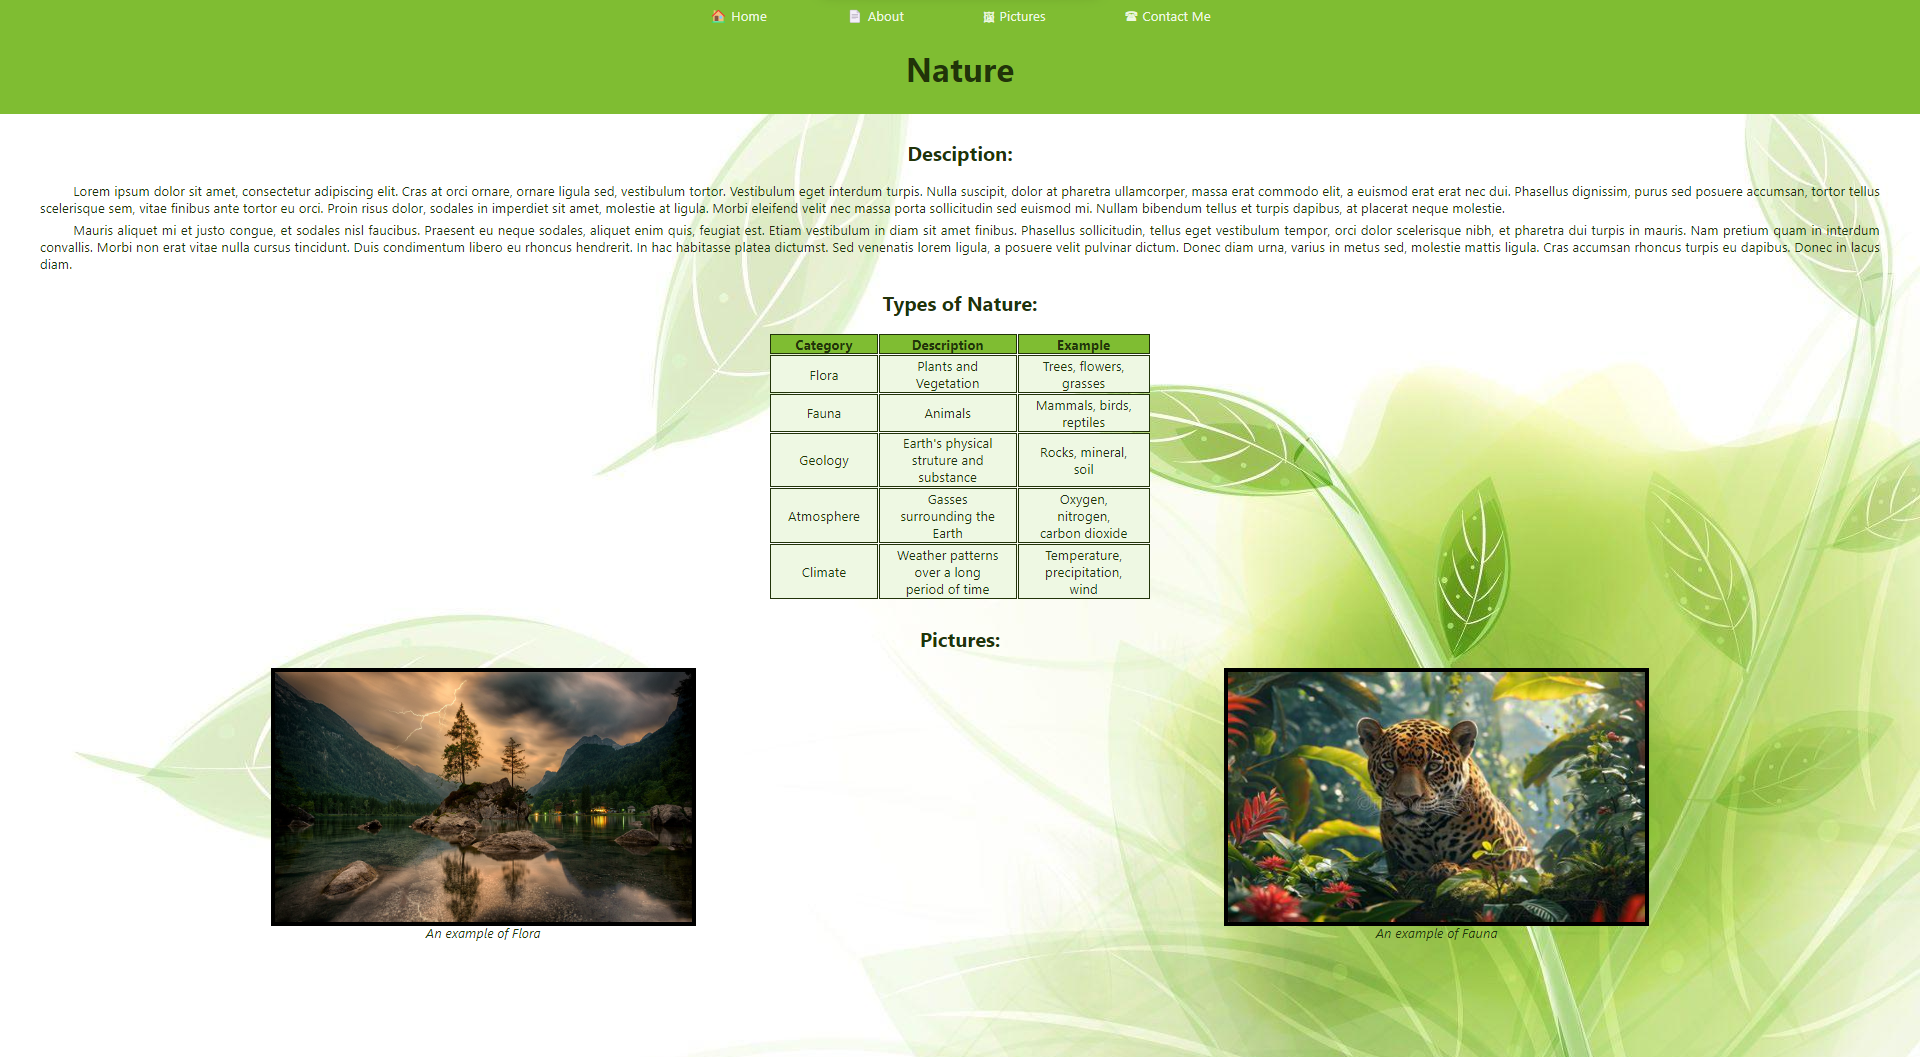 🏠 Home 📄 About 🖼 Pictures ☎ Contact Me
Nature
Desciption:
Lorem ipsum dolor sit amet, consectetur adipiscing elit. Cras at orci ornare, ornare ligula sed, vestibulum tortor. Vestibulum eget interdum turpis. Nulla suscipit, dolor at pharetra ullamcorper, massa erat commodo elit, a euismod erat erat nec dui. Phasellus dignissim, purus sed posuere accumsan, tortor tellus
scelerisque sem, vitae finibus ante tortor eu orci. Proin risus dolor, sodales in imperdiet sit amet, molestie at ligula. Morbi eleifend velit nec massa porta sollicitudin sed euismod mi. Nullam bibendum tellus et turpis dapibus, at placerat neque molestie.
Mauris aliquet mi et justo congue, et sodales nisl faucibus. Praesent eu neque sodales, aliquet enim quis, feugiat est. Etiam vestibulum in diam sit amet finibus. Phasellus sollicitudin, tellus eget vestibulum tempor, orci dolor scelerisque nibh, et pharetra dui turpis in mauris. Nam pretium quam in interdum
convallis. Morbi non erat vitae nulla cursus tincidunt. Duis condimentum libero eu rhoncus hendrerit. In hac habitasse platea dictumst. Sed venenatis lorem ligula, a posuere velit pulvinar dictum. Donec diam urna, varius in metus sed, molestie mattis ligula. Cras accumsan rhoncus turpis eu dapibus. Donec in lacus
diam.
Types of Nature:
Category Description Example
Flora
Plants and
Vegetation
Trees, flowers,
grasses
Fauna
Animals
Mammals, birds,
reptiles
Geology
Earth's physical
struture and
substance
Rocks, mineral,
soil
Atmosphere
Gasses
surrounding the
Earth
Oxygen,
nitrogen,
carbon dioxide
Climate
Weather patterns
over a long
period of time
Temperature,
precipitation,
wind
Pictures:
An example of Flora
An example of Fauna